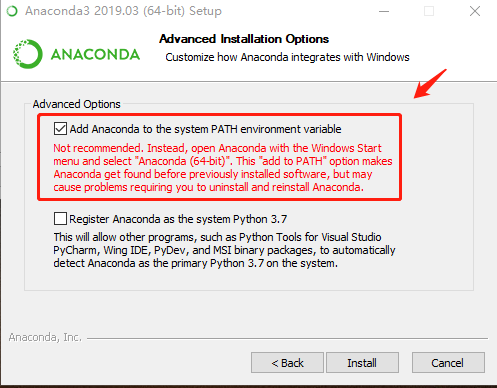 Anaconda3 2019.03 (64-bit) Setup
ANACONDA
Advanced Installation Options
Customize how Anaconda integrates with Windows
Advanced Options
Add Anaconda to the system PATH environment variable
Not recommended. Instead, open Anaconda with the Windows Start
menu and select "Anaconda (64-bit)". This "add to PATH" option makes
Anaconda get found before previously installed software, but may
cause problems requiring you to uninstall and reinstall Anaconda.
Register Anaconda as the system Python 3.7
This will allow other programs, such as Python Tools for Visual Studio
PyCharm, Wing IDE, PyDev, and MSI binary packages, to automatically
detect Anaconda as the primary Python 3.7 on the system.
Anaconda, Inc.
< Back
Install
Cancel